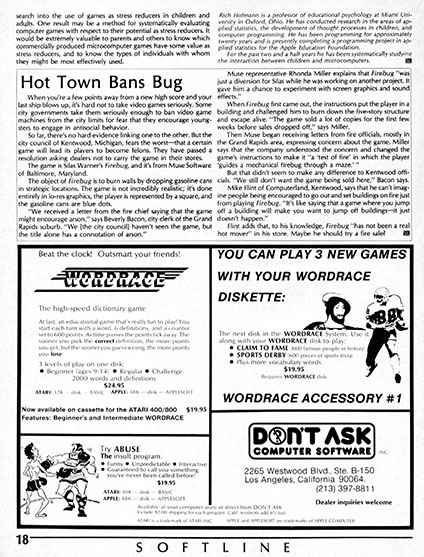 search into the use of games as stress reducers in children and
adults. One result may be a method for systematically evaluating
computer games with respect to their potential as stress reducers. It
would be extremely valuable to parents and others to know which
commercially produced microcomputer games have some value as
stress reducers, and to know the types of individuals with whom
they might be most effectively used.
Rich Hofmann is a professor of educational psychology at Miami Uni-
versity in Oxford, Ohio. He has conducted research in the areas of ap-
plied statistics, the development of thought processes in children, and
computer programming. He has been programming for approximately
twenty years and is presently completing a programming project in ap-
plied statistics for the Apple Education Foundation.
For the past two and a half years he has been systematically studying
the interaction between children and microcomputers.
Hot Town Bans Bug
When you're a few points away from a new high score and your
last ship blows up, it's hard not to take video games seriously. Some
city governments take them seriously enough to ban video game
machines from the city limits for fear that they encourage young-
sters to engage in antisocial behavior.
So far, there's no hard evidence linking one to the other. But the
city council of Kentwood, Michigan, fears the worst—that a certain
game will lead its players to become felons. They have passed a
resolution asking dealers not to carry the game in their stores.
The game is Silas Warner's Firebug, and it's from Muse Software
of Baltimore, Maryland.
The object of Firebug is to burn walls by dropping gasoline cans
in strategic locations. The game is not incredibly realistic; it's done
entirely in lo-res graphics, the player is represented by a square, and
the gasoline cans are blue dots.
"We received a letter from the fire chief saying that the game
might encourage arson," says Beverly Bacon, city clerk of the Grand
Rapids suburb. "We [the city council] haven't seen the game, but
the title alone has a connotation of arson."
Muse representative Rhonda Miller explains that Firebug "was
just a diversion for Silas while he was working on another project. It
gave him a chance to experiment with screen graphics and sound
effects."
When Firebug first came out, the instructions put the player in a
building and challenged him to burn down the five-story structure
and escape alive. "The game sold a lot of copies for the first few
weeks before sales dropped off," says Miller.
Then Muse began receiving letters from fire officials, mostly in
the Grand Rapids area, expressing concern about the game. Miller
says that the company understood the concern and changed the
game's instructions to make it "a 'test of fire' in which the player
'guides a mechanical firebug through a maze.'"
But that didn't seem to make any difference to Kentwood offi-
cials. "We still don't want the game being sold here," Bacon says.
Mike Flint of Computerland, Kentwood, says that he can't imag-
ine people being encouraged to go out and set buildings on fire just
from playing Firebug. "It's like saying that a game where you jump
off a building will make you want to jump off buildings—it just
doesn't happen."
Flint adds that, to his knowledge, Firebug "has not been a real
hot mover" in his store. Maybe he should try a fire sale?
Beat the clock! Outsmart your friends!
WORDRACE
The high-speed dictionary game
At last, an educational game that's really fun to play! You
start each turn with a word, 6 definitions, and a counter
set to 600 points. As time passes the points tick away. The
sooner you pick the correct definition, the more points
you get, but the sooner you guess wrong, the more points
you lose
3 levels of play on one disk:
• Beginner (ages 9-14) • Regular • Challenge
2000 words and definitions
$24.95
ATARI: 32K — disk — BASIC APPLE: 48K — disk — APPLESOFT
Now available on cassette for the ATARI 400/800 $19.95
Features: Beginner's and Intermediate WORDRACE
YOU CAN PLAY 3 NEW GAMES
WITH YOUR WORDRACE
DISKETTE:
The next disk in the WORDRACE System. Use it
along with your WORDRACE disk to play:
• CLAIM TO FAME (600 famous people in history)
• SPORTS DERBY (600 pieces of sports trivia)
• Plus more vocabulary words
$19.95
Requires WORDRACE disk
WORDRACE ACCESSORY #1
Try ABUSE
The insult program.
• Funny • Unpredictable • Interactive
• Guaranteed to call you something
you've never been called before!
$19.95
ATARI: 40K — disk — BASIC
APPLE: 48K — disk — APPLESOFT
DON'T ASK
COMPUTER SOFTWARE INC.
2265 Westwood Blvd., Ste. B-150
Los Angeles, California 90064.
(213) 397-8811
Dealer inquiries welcome
Available at your computer store or direct from DON'T ASK
Include $2.00 shipping for each program. Calif. residents add 6% tax!
ATARI is a trademark of ATARI INC. APPLE and APPLESOFT are trademarks of APPLE COMPUTER
18
SOFTLINE